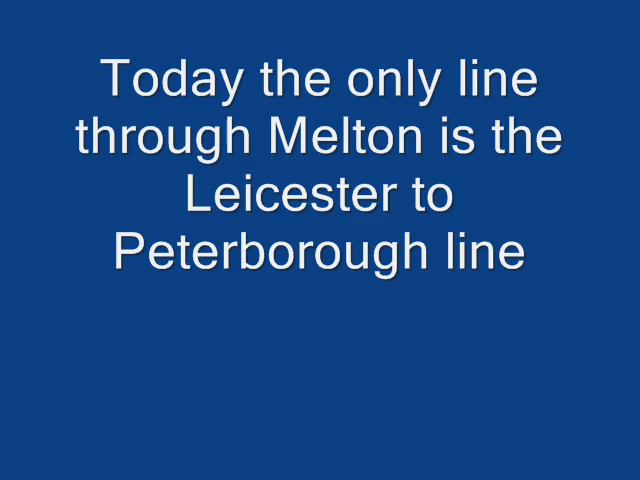 Today the only line
through Melton is the
Leicester to
Peterborough line